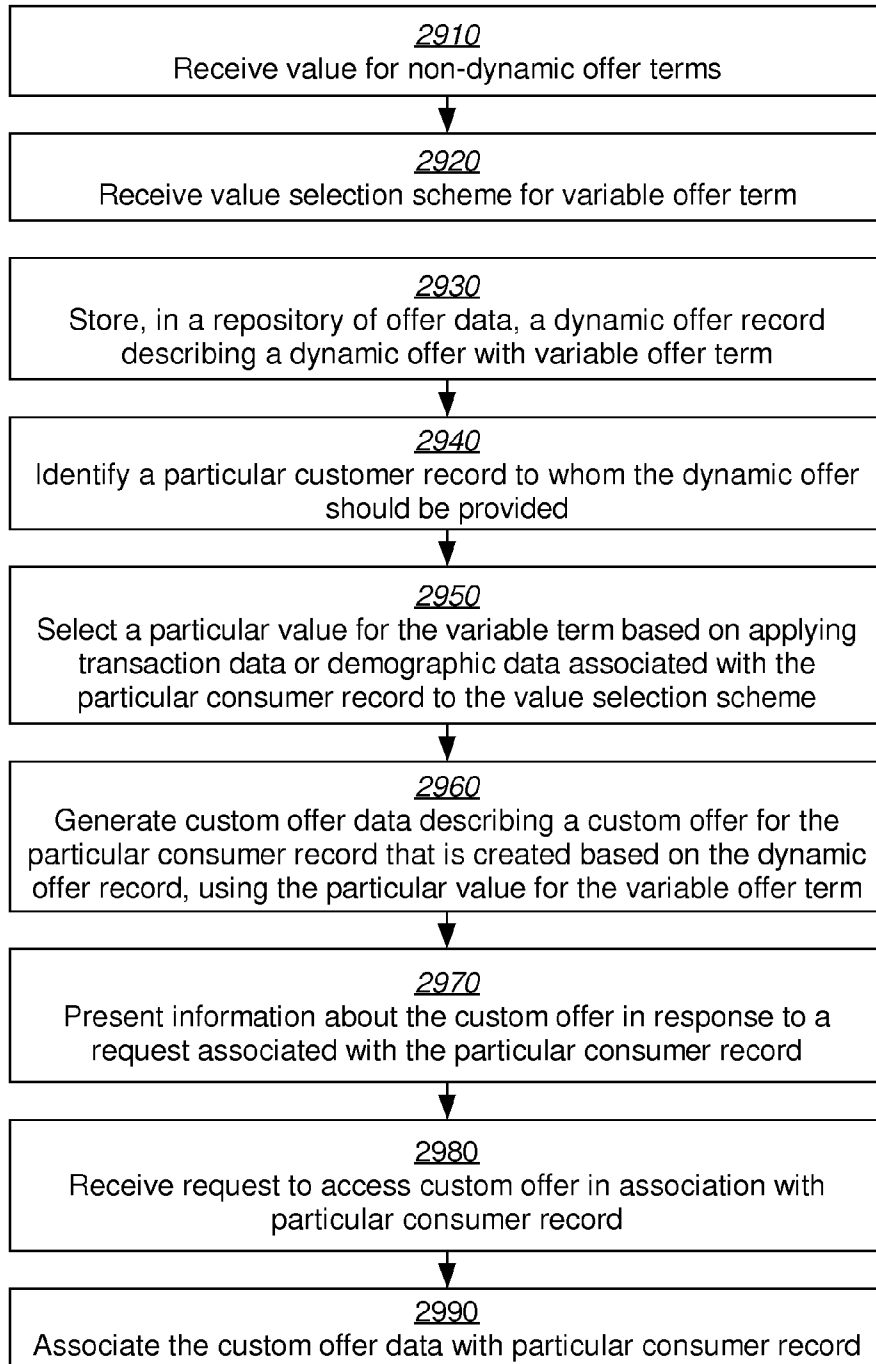 2910
Receive value for non-dynamic offer terms
2920
Receive value selection scheme for variable offer term
2930
Store, in a repository of offer data, a dynamic offer record
describing a dynamic offer with variable offer term
2940
Identify a particular customer record to whom the dynamic offer
should be provided
2950
Select a particular value for the variable term based on applying
transaction data or demographic data associated with the
particular consumer record to the value selection scheme
2960
Generate custom offer data describing a custom offer for the
particular consumer record that is created based on the dynamic
offer record, using the particular value for the variable offer term
2970
Present information about the custom offer in response to a
request associated with the particular consumer record
2980
Receive request to access custom offer in association with
particular consumer record
2990
Associate the custom offer data with particular consumer record